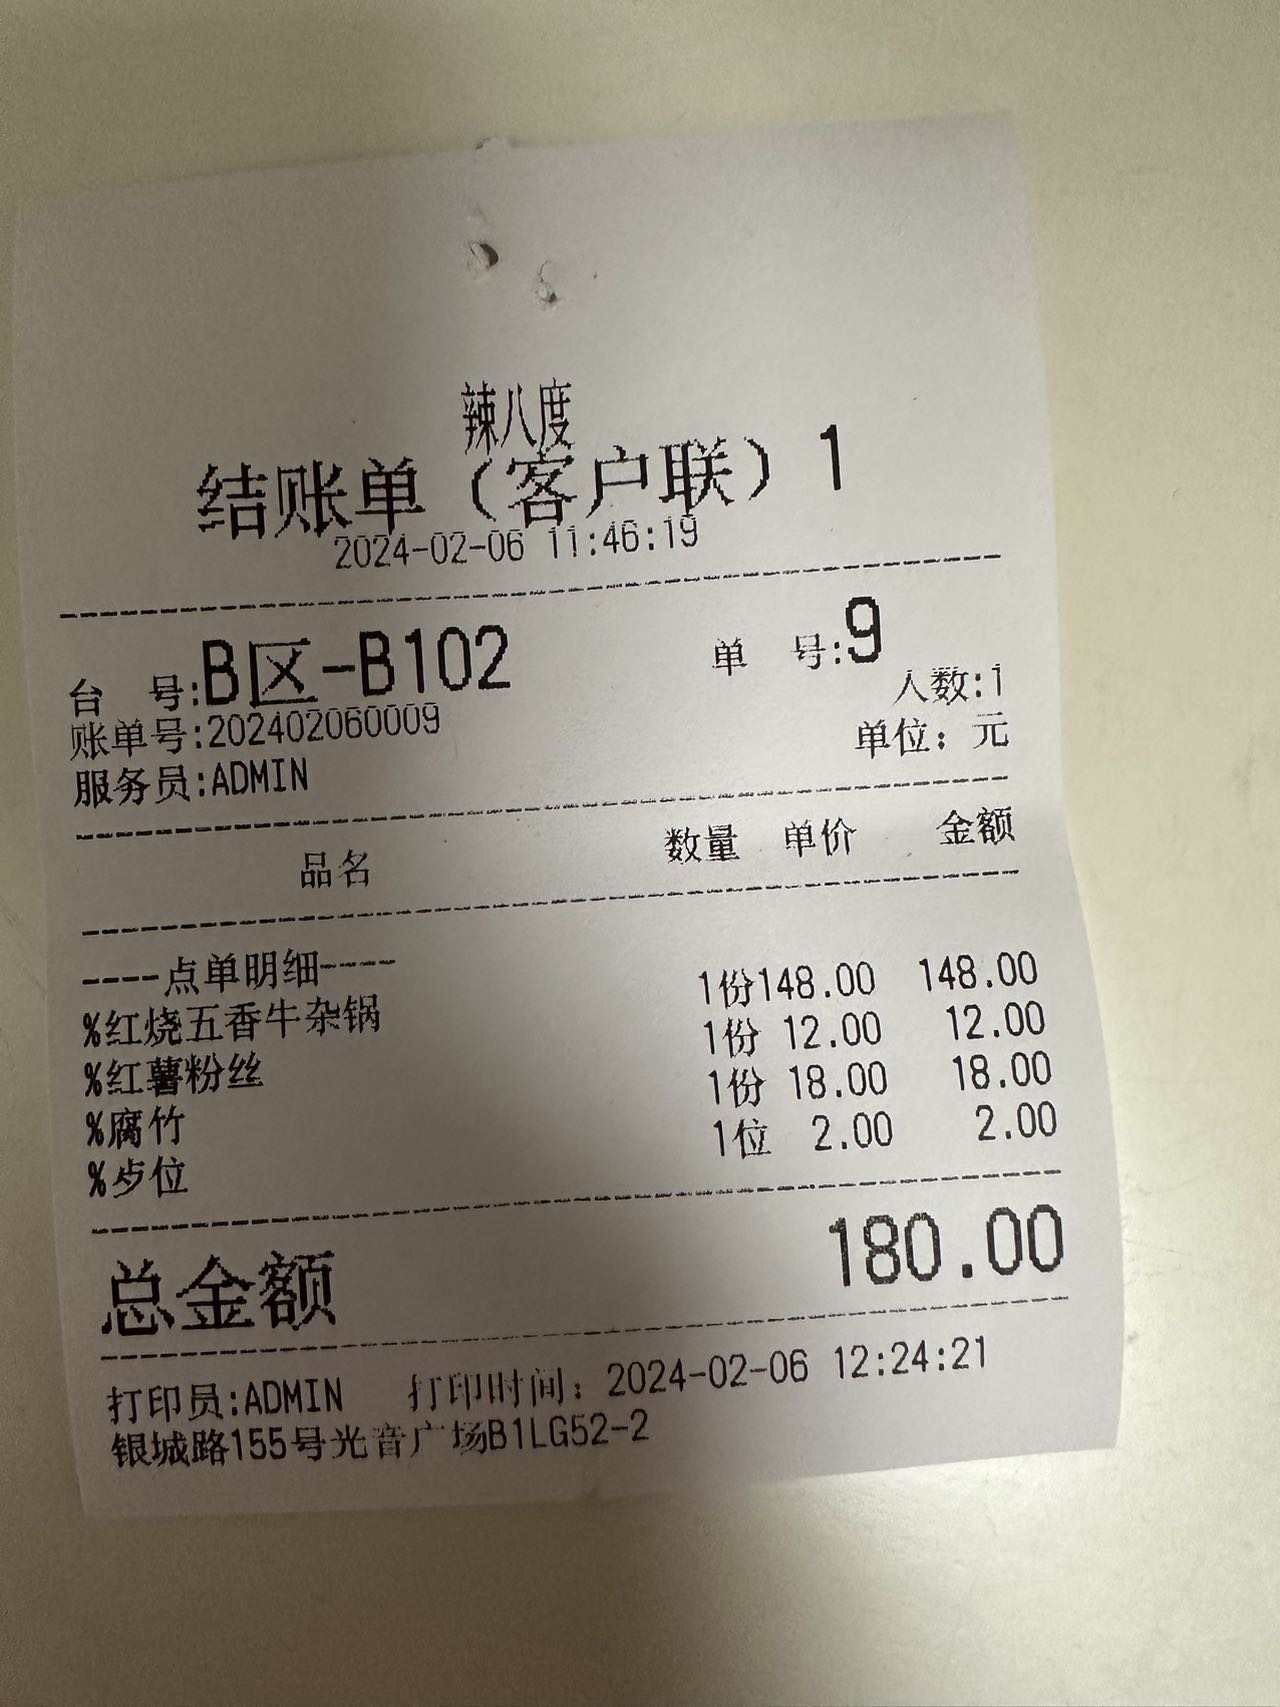 辣八度
结账单（客户联）1
2024-02-06 11:46:19
台 号:B区-B102 单 号:9
账单号:202402060009 人数:1
服务员:ADMIN 单位：元
品名 数量 单价 金额
----点单明细----
%红烧五香牛杂锅 1份148.00 148.00
%红薯粉丝 1份 12.00 12.00
%腐竹 1份 18.00 18.00
%歺位 1位 2.00 2.00
总金额 180.00
打印员:ADMIN 打印时间：2024-02-06 12:24:21
银城路155号光音广场B1LG52-2